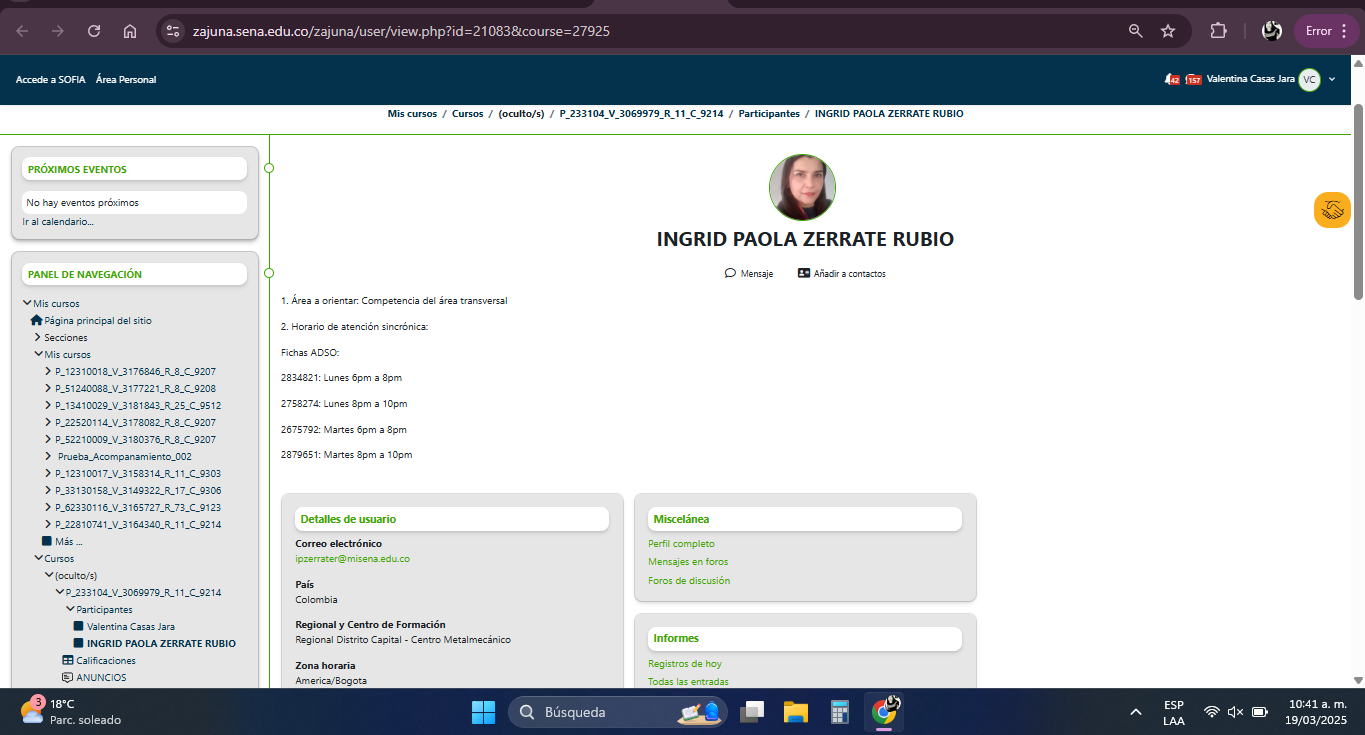 zajuna.sena.edu.co/zajuna/user/view.php?id=21083&course=27925
Error
Accede a SOFIA Área Personal
42 157 Valentina Casas Jara VC
Mis cursos / Cursos / (oculto/s) / P_233104_V_3069979_R_11_C_9214 / Participantes / INGRID PAOLA ZERRATE RUBIO
PRÓXIMOS EVENTOS
No hay eventos próximos
Ir al calendario...
PANEL DE NAVEGACIÓN
Mis cursos
Página principal del sitio
Secciones
Mis cursos
P_12310018_V_3176846_R_8_C_9207
P_51240088_V_3177221_R_8_C_9208
P_13410029_V_3181843_R_25_C_9512
P_22520114_V_3178082_R_8_C_9207
P_52210009_V_3180376_R_8_C_9207
Prueba_Acompanamiento_002
P_12310017_V_3158314_R_11_C_9303
P_33130158_V_3149322_R_17_C_9306
P_62330116_V_3165727_R_73_C_9123
P_22810741_V_3164340_R_11_C_9214
Más ...
Cursos
(oculto/s)
P_233104_V_3069979_R_11_C_9214
Participantes
Valentina Casas Jara
INGRID PAOLA ZERRATE RUBIO
Calificaciones
ANUNCIOS
INGRID PAOLA ZERRATE RUBIO
Mensaje Añadir a contactos
1. Área a orientar: Competencia del área transversal
2. Horario de atención sincrónica:
Fichas ADSO:
2834821: Lunes 6pm a 8pm
2758274: Lunes 8pm a 10pm
2675792: Martes 6pm a 8pm
2879651: Martes 8pm a 10pm
Detalles de usuario
Correo electrónico
ipzerrater@misena.edu.co
País
Colombia
Regional y Centro de Formación
Regional Distrito Capital - Centro Metalmecánico
Zona horaria
America/Bogota
Miscelánea
Perfil completo
Mensajes en foros
Foros de discusión
Informes
Registros de hoy
Todas las entradas
3
18°C
Parc. soleado
Búsqueda
ESP
LAA
10:41 a. m.
19/03/2025